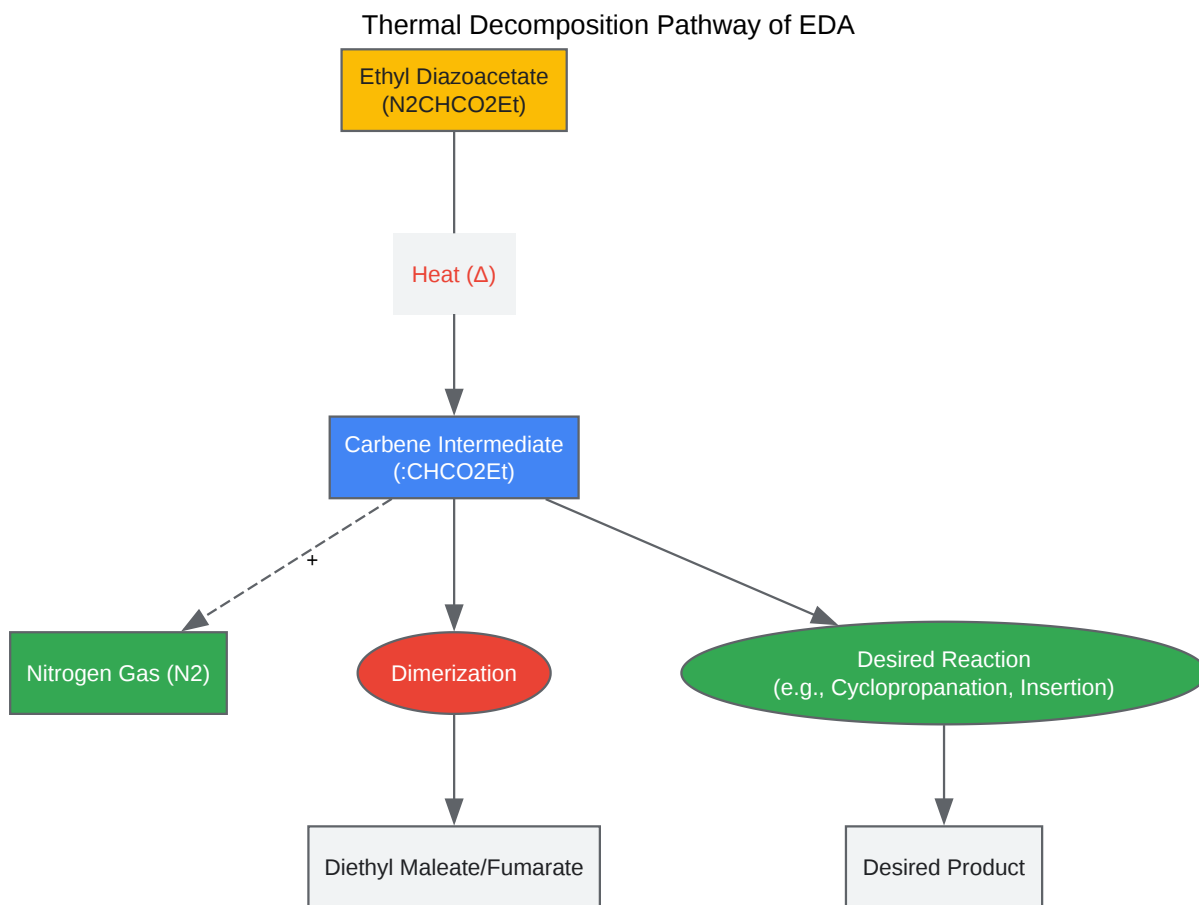 Thermal Decomposition Pathway of EDA
Ethyl Diazoacetate
(N2CHCO2Et)
Heat (Δ)
Carbene Intermediate
(:CHCO2Et)
+
Nitrogen Gas (N2)
Dimerization
Desired Reaction
(e.g., Cyclopropanation, Insertion)
Diethyl Maleate/Fumarate
Desired Product